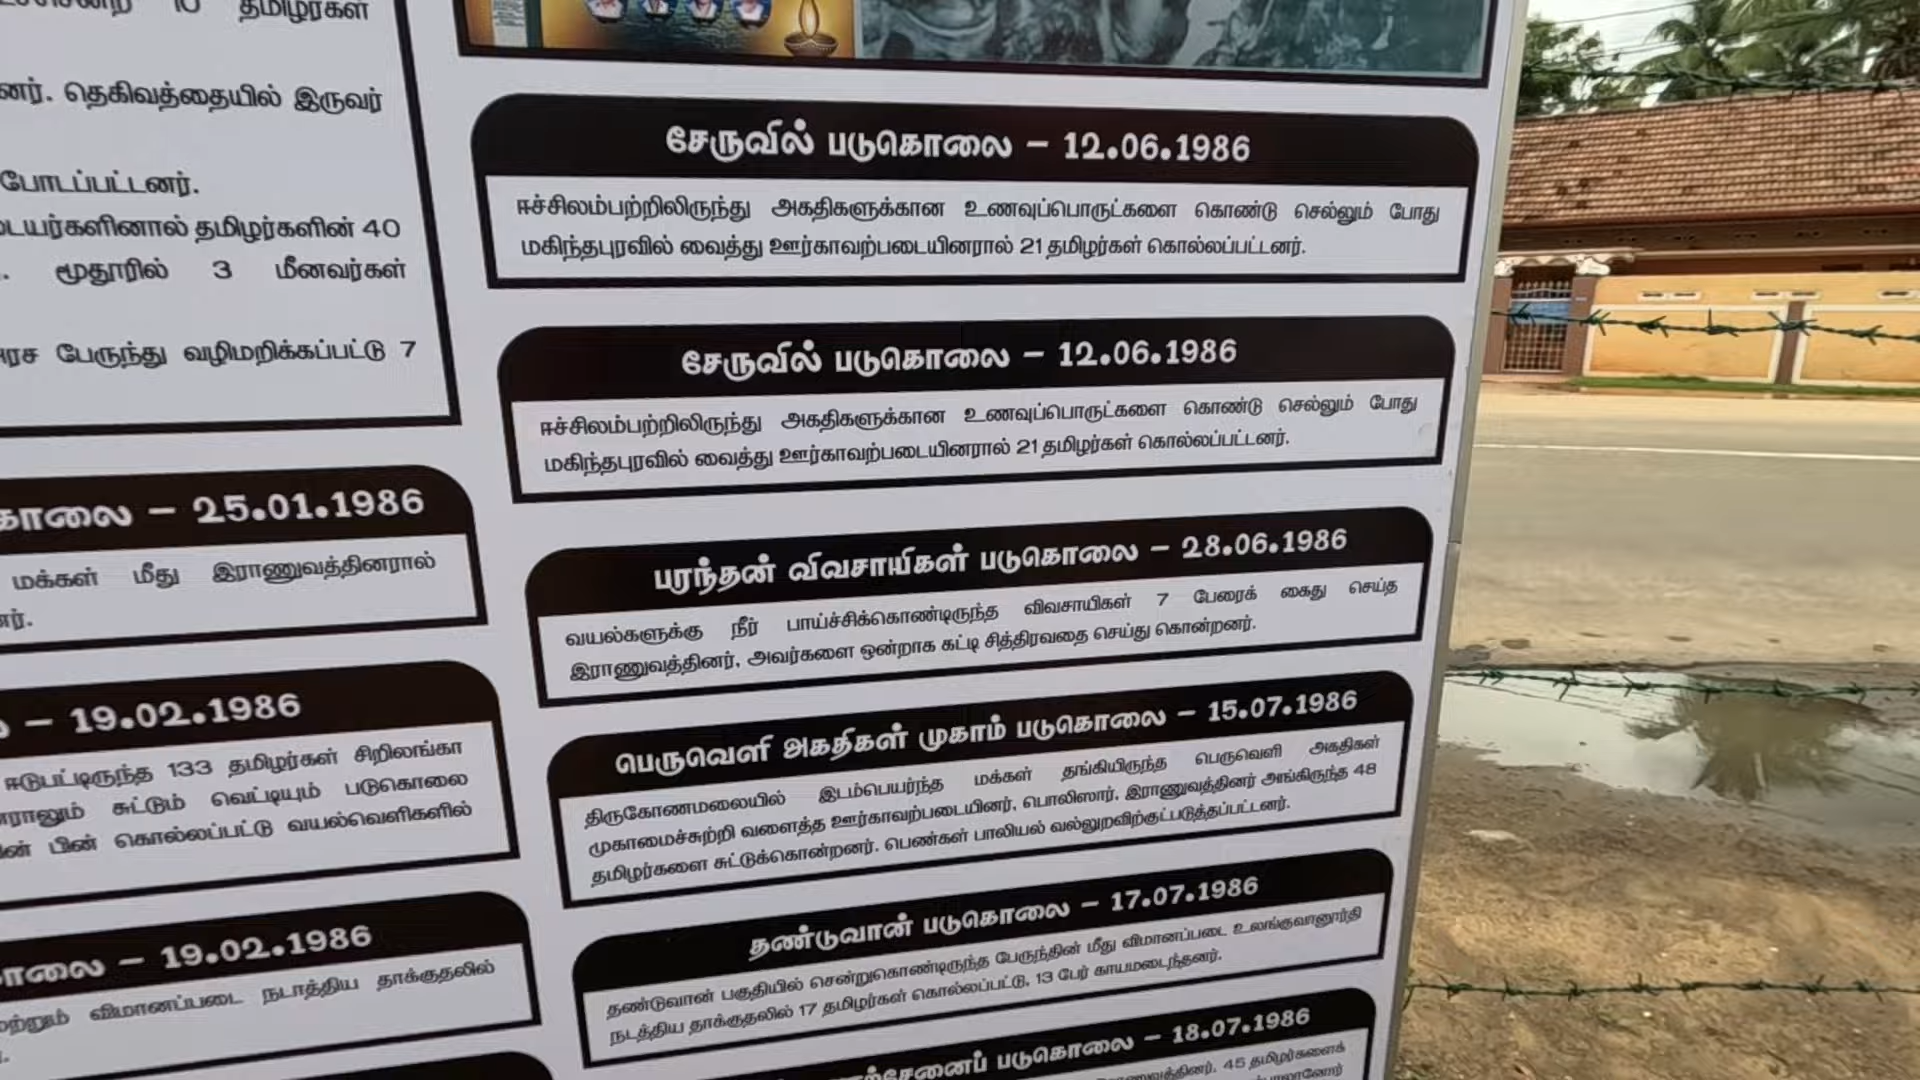 10 தமிழர்கள்
தெகிவத்தையில் இருவர்
போடப்பட்டனர்.
தமிழர்களின் 40
மூதூரில் 3 மீனவர்கள்
பேருந்து வழிமறிக்கப்பட்டு 7
– 25.01.1986
மக்கள் மீது இராணுவத்தினரால்
– 19.02.1986
ஈடுபட்டிருந்த 133 தமிழர்கள் சிறிலங்கா
சுட்டும் வெட்டியும் படுகொலை
பின் கொல்லப்பட்டு வயல்வெளிகளில்
– 19.02.1986
விமானப்படை நடாத்திய தாக்குதலில்
சேருவில் படுகொலை – 12.06.1986
ஈச்சிலம்பற்றிலிருந்து அகதிகளுக்கான உணவுப்பொருட்களை கொண்டு செல்லும் போது
மகிந்தபுரவில் வைத்து ஊர்காவற்படையினரால் 21 தமிழர்கள் கொல்லப்பட்டனர்.
சேருவில் படுகொலை – 12.06.1986
ஈச்சிலம்பற்றிலிருந்து அகதிகளுக்கான உணவுப்பொருட்களை கொண்டு செல்லும் போது
மகிந்தபுரவில் வைத்து ஊர்காவற்படையினரால் 21 தமிழர்கள் கொல்லப்பட்டனர்.
பரந்தன் விவசாயிகள் படுகொலை – 28.06.1986
வயல்களுக்கு நீர் பாய்ச்சிக்கொண்டிருந்த விவசாயிகள் 7 பேரைக் கைது செய்த
இராணுவத்தினர், அவர்களை ஒன்றாக கட்டி சித்திரவதை செய்து கொன்றனர்.
பெருவெளி அகதிகள் முகாம் படுகொலை – 15.07.1986
திருகோணமலையில் இடம்பெயர்ந்த மக்கள் தங்கியிருந்த பெருவெளி அகதிகள்
முகாமைச்சுற்றி வளைத்த ஊர்காவற்படையினர், பொலிஸார், இராணுவத்தினர் அங்கிருந்த 48
தமிழர்களை சுட்டுக்கொன்றனர். பெண்கள் பாலியல் வல்லுறவிற்குட்படுத்தப்பட்டனர்.
தண்டுவான் படுகொலை – 17.07.1986
தண்டுவான் பகுதியில் சென்றுகொண்டிருந்த பேருந்தின் மீது விமானப்படை உலங்குவானூர்தி
நடத்திய தாக்குதலில் 17 தமிழர்கள் கொல்லப்பட்டு, 13 பேர் காயமடைந்தனர்.
படுகொலை – 18.07.1986
45 தமிழர்களைக்